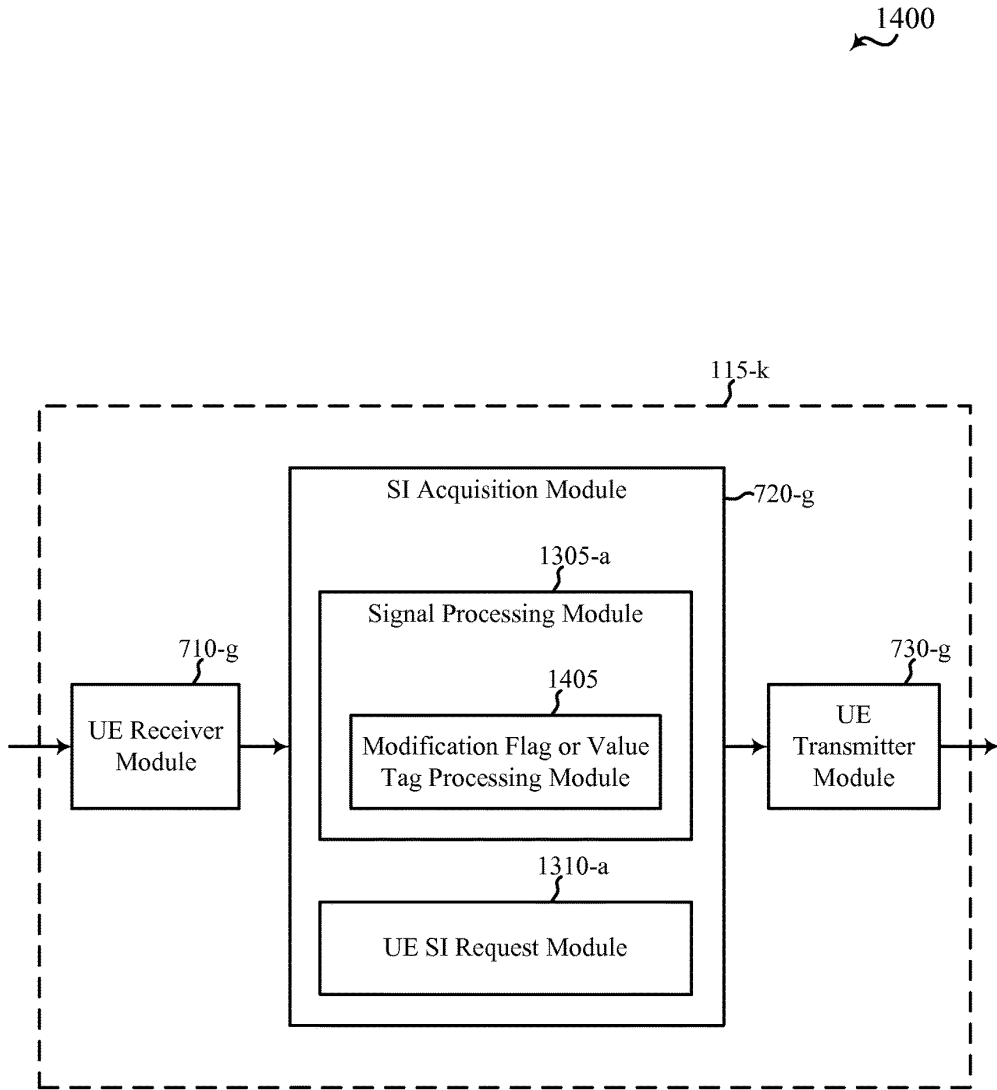 1400
115-k
SI Acquisition Module
720-g
1305-a
Signal Processing Module
710-g
UE Receiver
Module
1405
Modification Flag or Value
Tag Processing Module
730-g
UE
Transmitter
Module
1310-a
UE SI Request Module